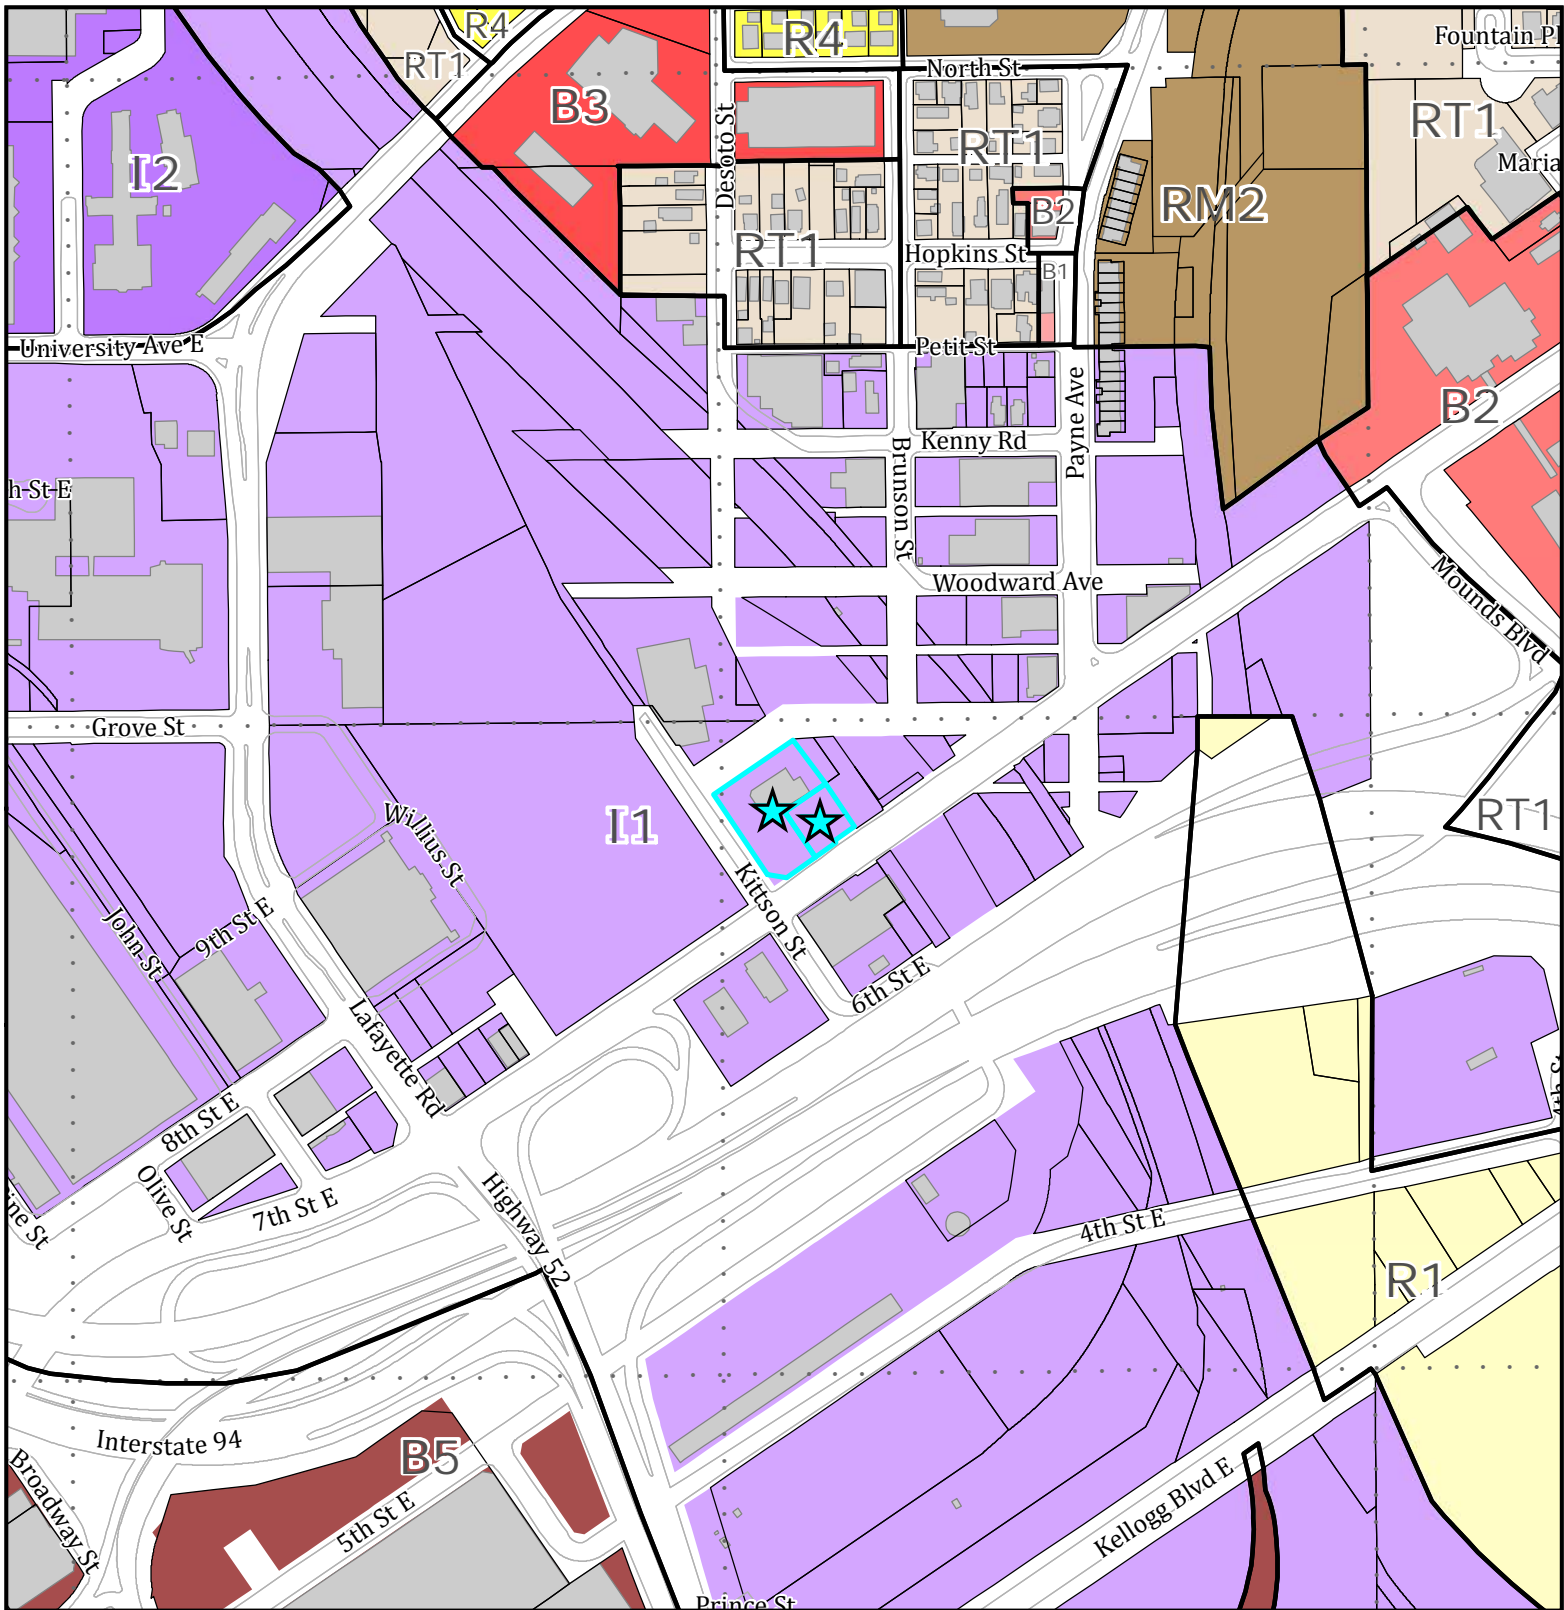 R4
R4
Fountain P
RT1
North St
B3
Desoto St
RT1
RT1
Maria
I2
RM2
B2
RT1
Hopkins St
B1
University Ave E
Petit St
Payne Ave
B2
Kenny Rd
Brunson St
h St E
Woodward Ave
Mounds Blvd
Grove St
I1
Willius St
RT1
Kittson St
John St
9th St E
6th St E
Lafayette Rd
8th St E
Olive St
7th St E
ine St
Highway 52
4th St E
R1
Interstate 94
B5
Broadway St
5th St E
Kellogg Blvd E
Prince St